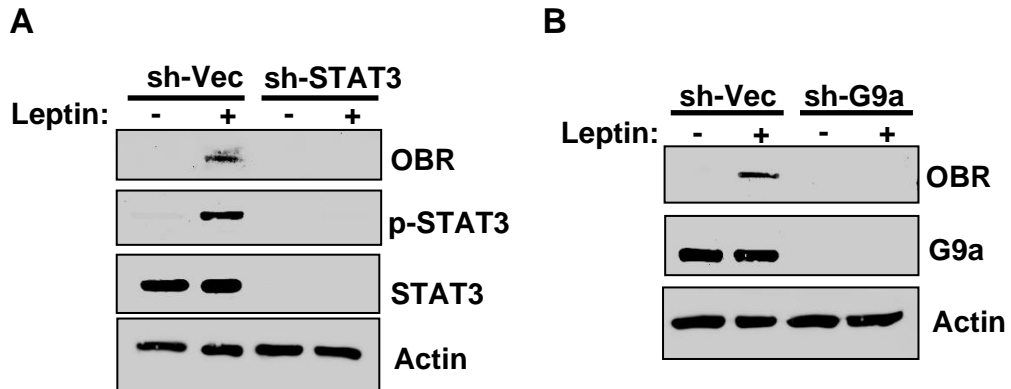 A
sh-Vec sh-STAT3
Leptin: - + - +
OBR
p-STAT3
STAT3
Actin
B
sh-Vec sh-G9a
Leptin: - + - +
OBR
G9a
Actin